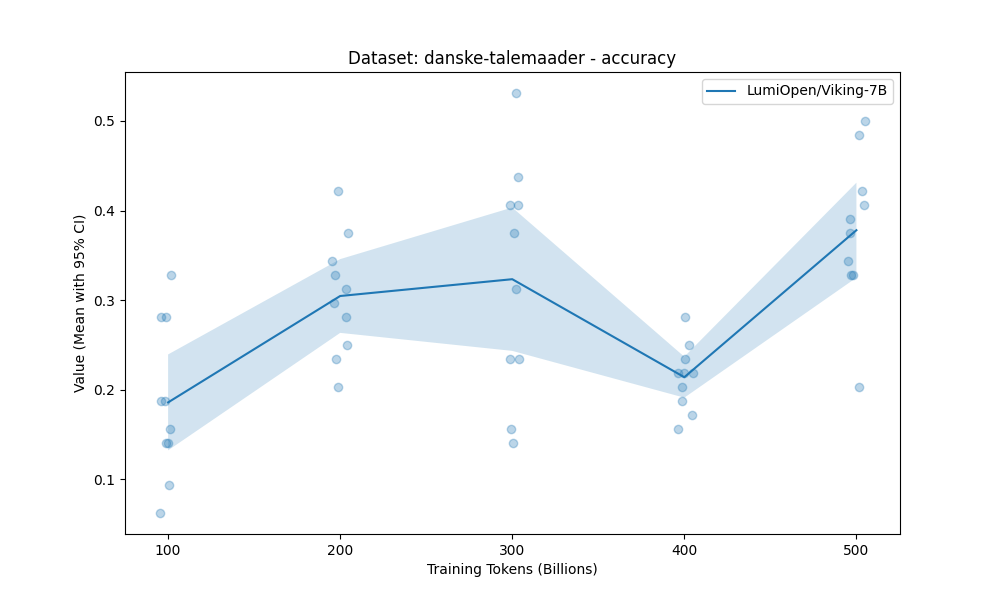 Dataset: danske-talemaader - accuracy
LumiOpen/Viking-7B
Value (Mean with 95% CI)
0.5
0.4
0.3
0.2
0.1
100 200 300 400 500
Training Tokens (Billions)